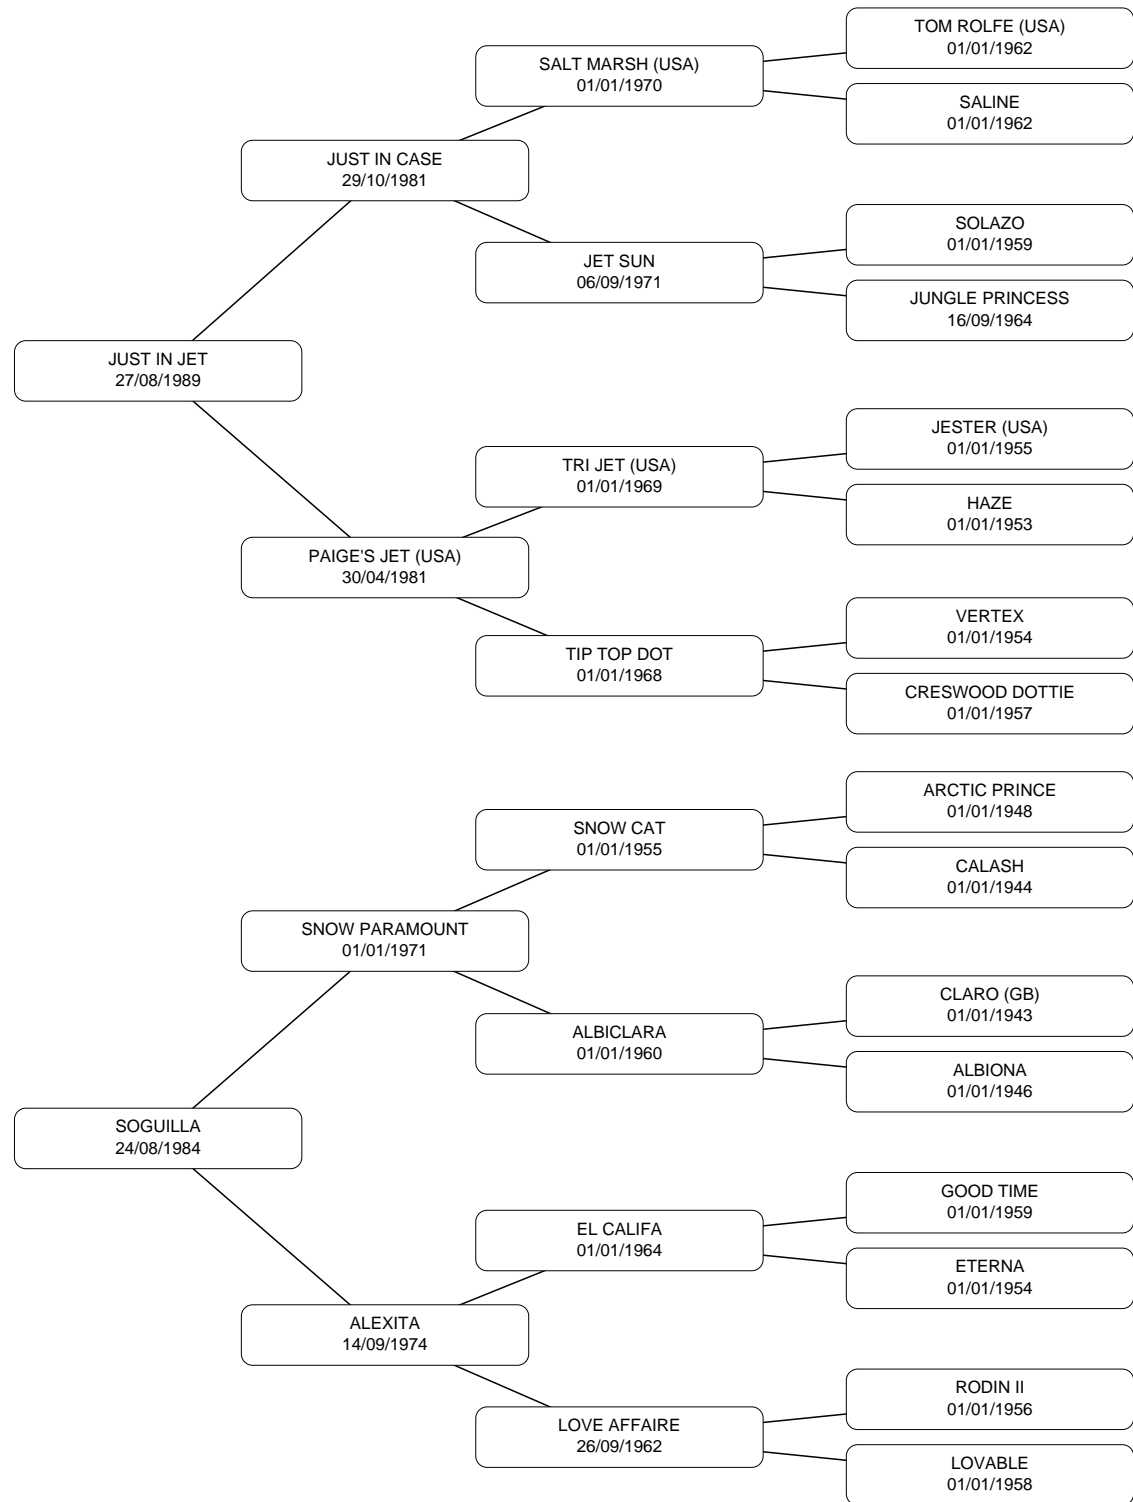 TOM ROLFE (USA)
01/01/1962
SALT MARSH (USA)
01/01/1970
SALINE
01/01/1962
JUST IN CASE
29/10/1981
SOLAZO
01/01/1959
JET SUN
06/09/1971
JUNGLE PRINCESS
16/09/1964
JUST IN JET
27/08/1989
JESTER (USA)
01/01/1955
TRI JET (USA)
01/01/1969
HAZE
01/01/1953
PAIGE'S JET (USA)
30/04/1981
VERTEX
01/01/1954
TIP TOP DOT
01/01/1968
CRESWOOD DOTTIE
01/01/1957
ARCTIC PRINCE
01/01/1948
SNOW CAT
01/01/1955
CALASH
01/01/1944
SNOW PARAMOUNT
01/01/1971
CLARO (GB)
01/01/1943
ALBICLARA
01/01/1960
ALBIONA
01/01/1946
SOGUILLA
24/08/1984
GOOD TIME
01/01/1959
EL CALIFA
01/01/1964
ETERNA
01/01/1954
ALEXITA
14/09/1974
RODIN II
01/01/1956
LOVE AFFAIRE
26/09/1962
LOVABLE
01/01/1958